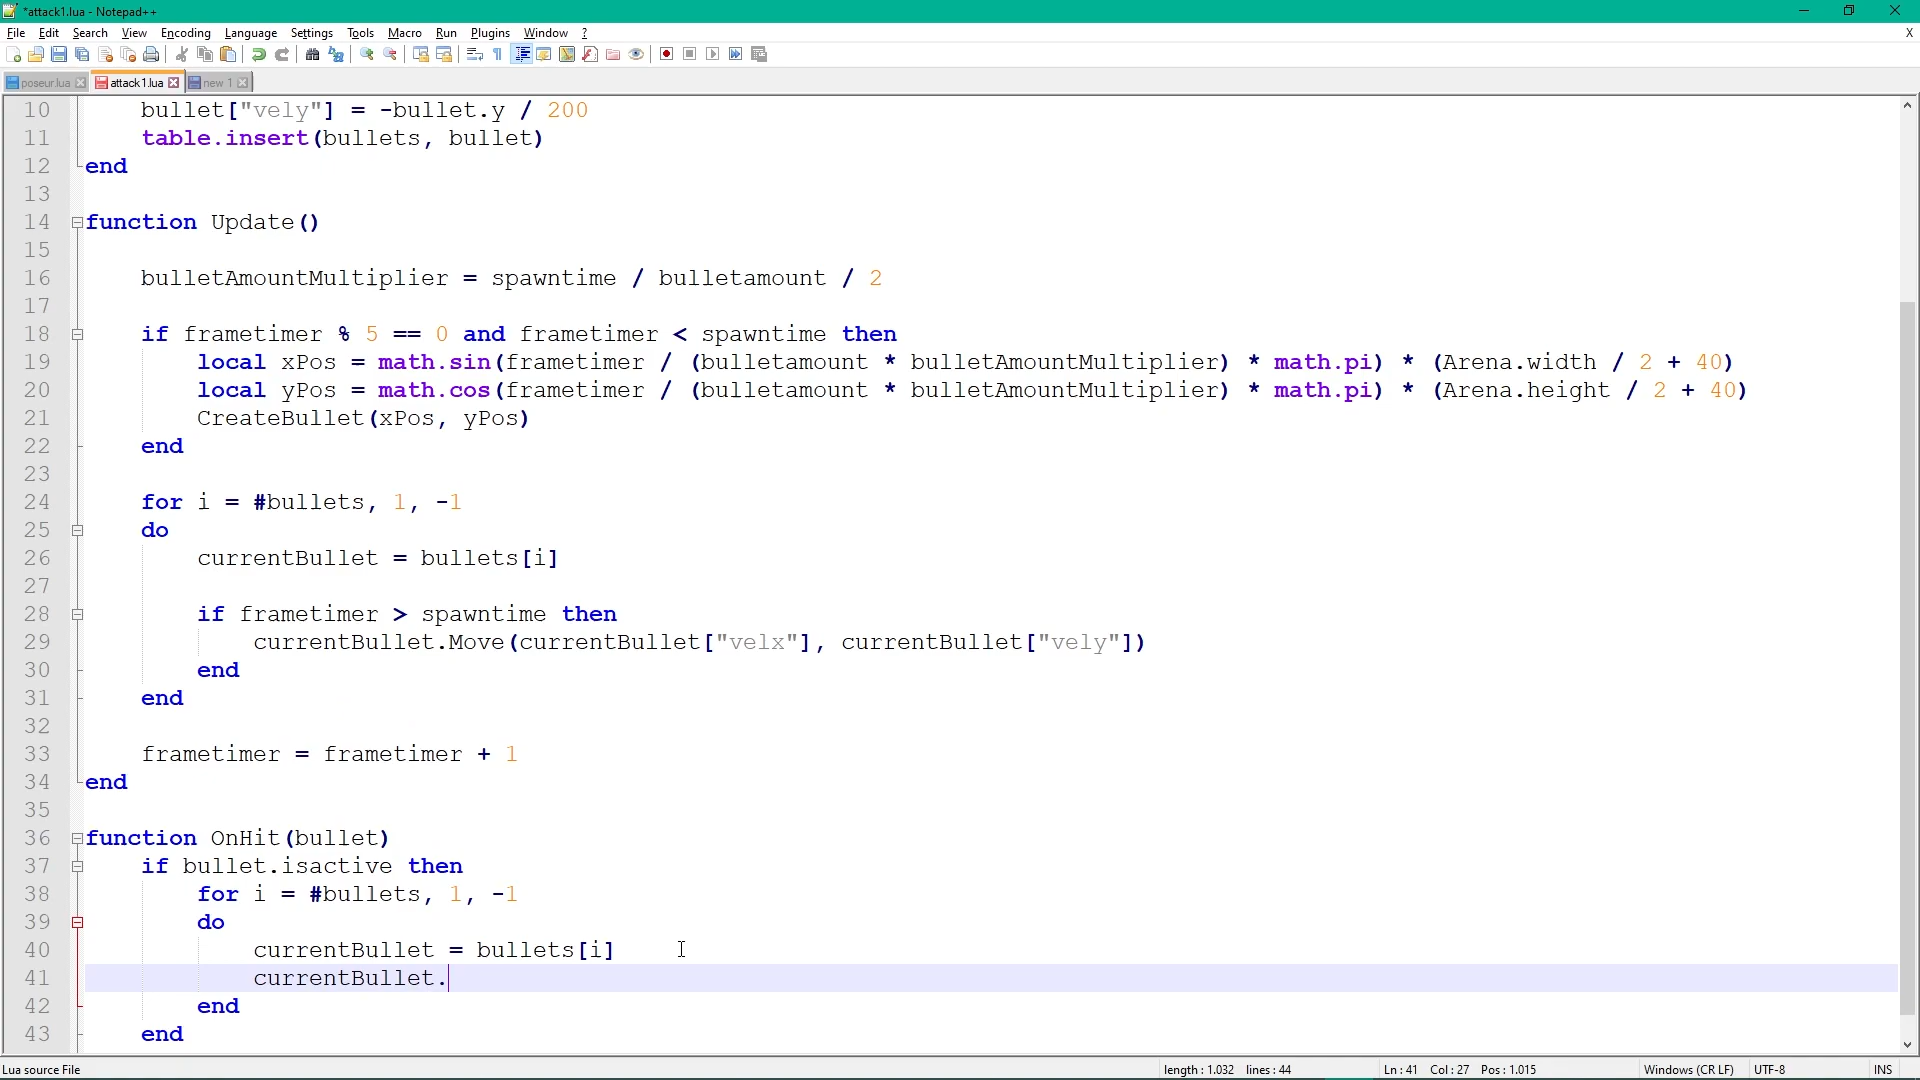 *attack1.lua - Notepad++
File Edit Search View Encoding Language Settings Tools Macro Run Plugins Window ? X
poseur.lua attack1.lua new 1
10 bullet["vely"] = -bullet.y / 200
11 table.insert(bullets, bullet)
12 end
13
14 function Update()
15
16 bulletAmountMultiplier = spawntime / bulletamount / 2
17
18 if frametimer % 5 == 0 and frametimer < spawntime then
19 local xPos = math.sin(frametimer / (bulletamount * bulletAmountMultiplier) * math.pi) * (Arena.width / 2 + 40)
20 local yPos = math.cos(frametimer / (bulletamount * bulletAmountMultiplier) * math.pi) * (Arena.height / 2 + 40)
21 CreateBullet(xPos, yPos)
22 end
23
24 for i = #bullets, 1, -1
25 do
26 currentBullet = bullets[i]
27
28 if frametimer > spawntime then
29 currentBullet.Move(currentBullet["velx"], currentBullet["vely"])
30 end
31 end
32
33 frametimer = frametimer + 1
34 end
35
36 function OnHit(bullet)
37 if bullet.isactive then
38 for i = #bullets, 1, -1
39 do
40 currentBullet = bullets[i]
41 currentBullet.
42 end
43 end
Lua source File length : 1.032 lines : 44 Ln : 41 Col : 27 Pos : 1.015 Windows (CR LF) UTF-8 INS